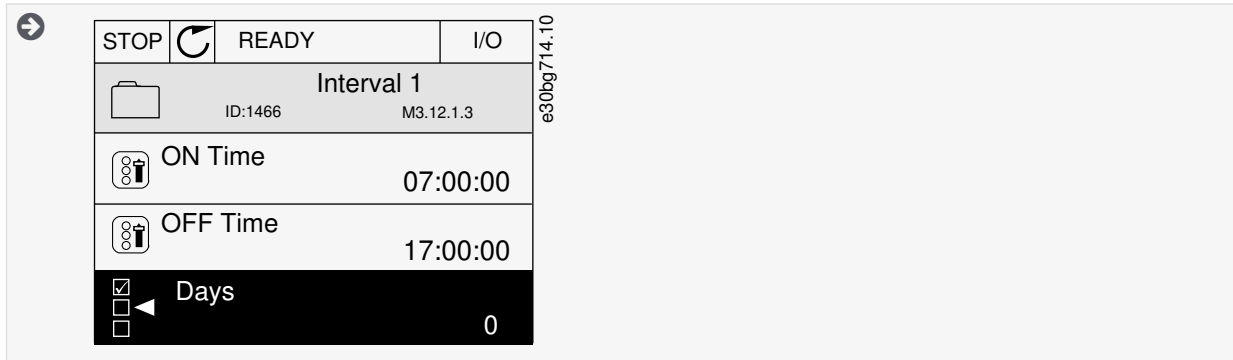 STOP READY I/O
Interval 1
ID:1466 M3.12.1.3
ON Time
07:00:00
OFF Time
17:00:00
Days
0
e30bg714.10